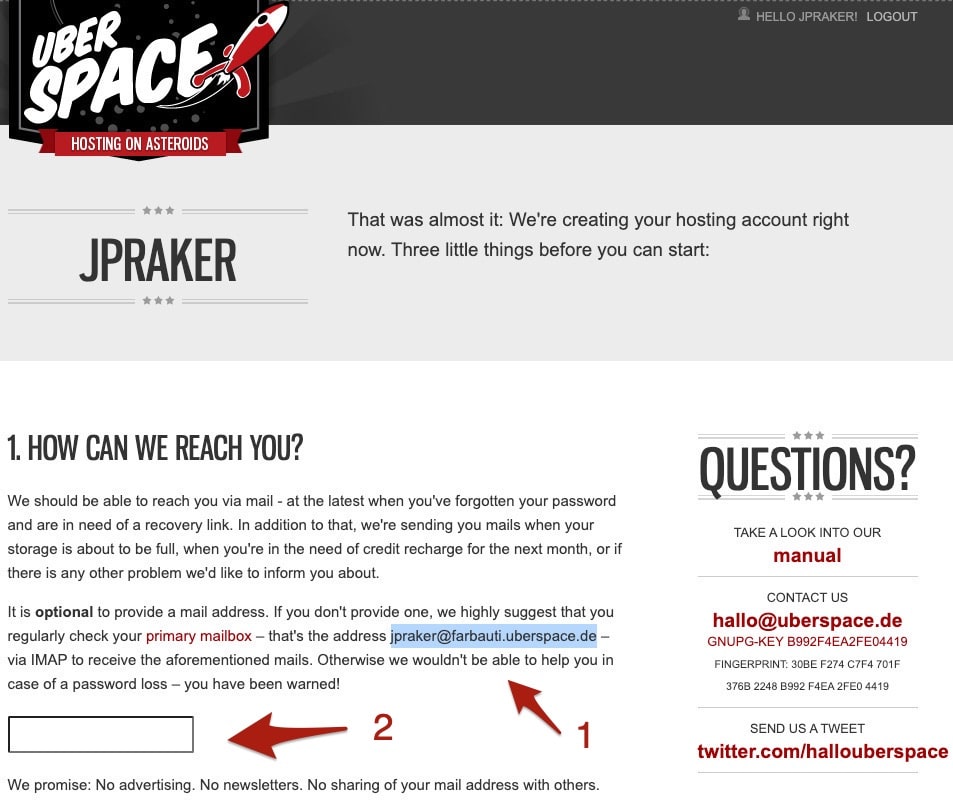 HELLO JPRAKER! LOGOUT
UBER
SPACE
HOSTING ON ASTEROIDS
JPRAKER
That was almost it: We're creating your hosting account right
now. Three little things before you can start:
1. HOW CAN WE REACH YOU?
We should be able to reach you via mail - at the latest when you've forgotten your password
and are in need of a recovery link. In addition to that, we're sending you mails when your
storage is about to be full, when you're in the need of credit recharge for the next month, or if
there is any other problem we'd like to inform you about.
It is optional to provide a mail address. If you don't provide one, we highly suggest that you
regularly check your primary mailbox – that's the address jpraker@farbauti.uberspace.de –
via IMAP to receive the aforementioned mails. Otherwise we wouldn't be able to help you in
case of a password loss – you have been warned!
1
2
We promise: No advertising. No newsletters. No sharing of your mail address with others.
QUESTIONS?
TAKE A LOOK INTO OUR
manual
CONTACT US
hallo@uberspace.de
GNUPG-KEY B992F4EA2FE04419
FINGERPRINT: 30BE F274 C7F4 701F
376B 2248 B992 F4EA 2FE0 4419
SEND US A TWEET
twitter.com/hallouberspace